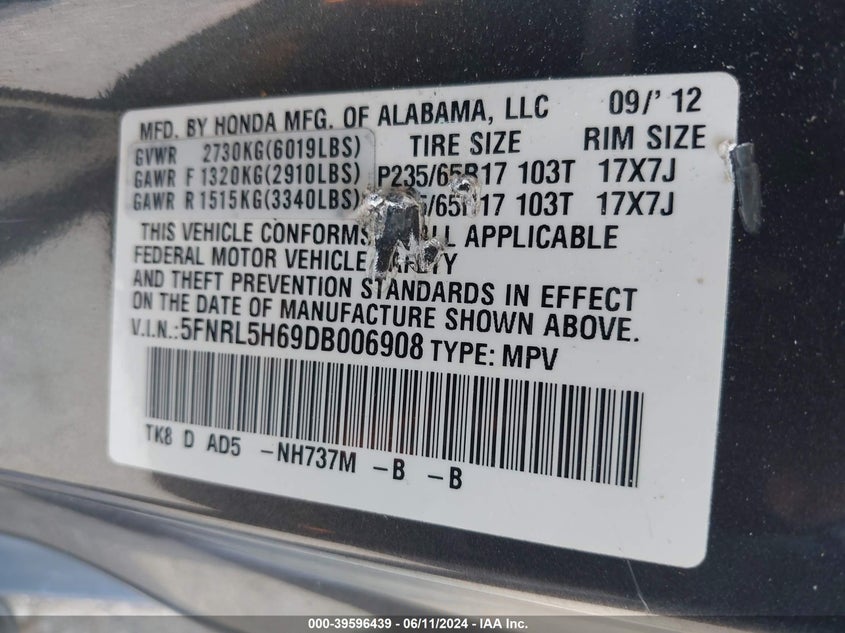 MFD. BY HONDA MFG. OF ALABAMA, LLC 09/' 12
GVWR 2730KG(6019LBS) TIRE SIZE RIM SIZE
GAWR F 1320KG(2910LBS) P235/65R17 103T 17X7J
GAWR R 1515KG(3340LBS) /65R17 103T 17X7J
THIS VEHICLE CONFORMS APPLICABLE
FEDERAL MOTOR VEHICLE
AND THEFT PREVENTION STANDARDS IN EFFECT
ON THE DATE OF MANUFACTURE SHOWN ABOVE.
V.I.N.:5FNRL5H69DB006908 TYPE: MPV
TK8 D AD5 -NH737M -B -B
000-39596439 - 06/11/2024 - IAA Inc.